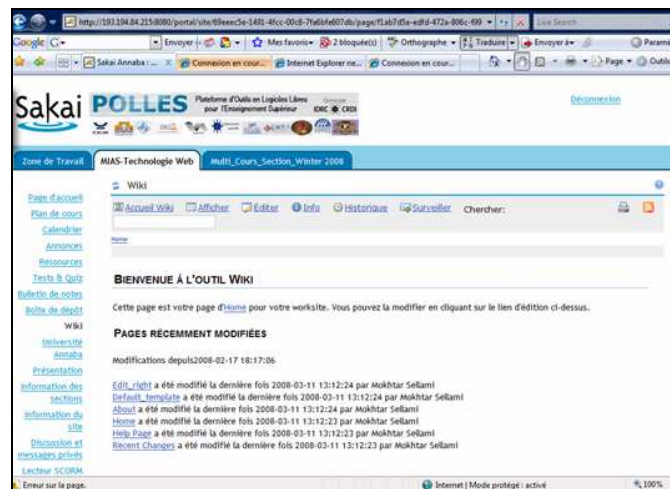 http://193.194.84.215:8080/portal/site/69eeec5e-1491-4fcc-00c8-7fa6bfe607db/page/f1ab7d5a-edfd-472a-806c-f99
Live Search
Google
Envoyer
Mes favoris
2 bloquée(s)
Orthographe
Traduire
Envoyer à
Paramè
Sakai Annaba : ...
Connexion en cour...
Internet Explorer ne...
Connexion en cour...
Page
Outils
Sakai
POLLES
Plateforme d'Outils en Logiciels Libres
pour l'Enseignement Supérieur
IDRC CRDI
Déconnexion
Zone de Travail
MIAS-Technologie Web
Multi_Cours_Section_Winter 2008
Wiki
Page d'accueil
Plan de cours
Calendrier
Annonces
Ressources
Tests & Quiz
Bulletin de notes
Boîte de dépôt
Wiki
Université
Annaba
Présentation
Information des
sections
Information du
site
Discussion et
messages privés
Lecteur SCORM
Accueil Wiki
Afficher
Editer
Info
Historique
Surveiller
Chercher:
Home
BIENVENUE À L'OUTIL WIKI
Cette page est votre page d'Home pour votre worksite. Vous pouvez la modifier en cliquant sur le lien d'édition ci-dessus.
PAGES RÉCEMMENT MODIFIÉES
Modifications depuis2008-02-17 18:17:06
Edit_right a été modifié la dernière fois 2008-03-11 13:12:24 par Mokhtar Sellami
Default_template a été modifié la dernière fois 2008-03-11 13:12:24 par Mokhtar Sellami
About a été modifié la dernière fois 2008-03-11 13:12:24 par Mokhtar Sellami
Home a été modifié la dernière fois 2008-03-11 13:12:23 par Mokhtar Sellami
Help Page a été modifié la dernière fois 2008-03-11 13:12:23 par Mokhtar Sellami
Recent Changes a été modifié la dernière fois 2008-03-11 13:12:23 par Mokhtar Sellami
Erreur sur la page.
Internet | Mode protégé : activé
100%